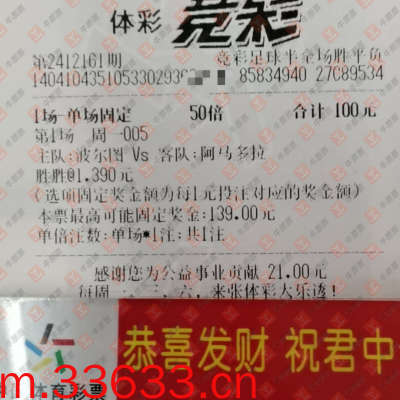 体彩 竞彩
第2412161期 竞彩足球半全场胜平负
85834940 27C89534
1场-单场固定 50倍 合计 100元
第1场 周一005
主队:波尔图 Vs 客队:阿马多拉
胜胜@1.390元
(选项固定奖金额为每1元投注对应的奖金额)
本票最高可能固定奖金:139.00元
单倍注数:单场*1注:共1注
感谢您为公益事业贡献 21.00元
每周一、三、六，来张体彩大乐透!
恭喜发财 祝君中
m.33633.cn
体育彩票